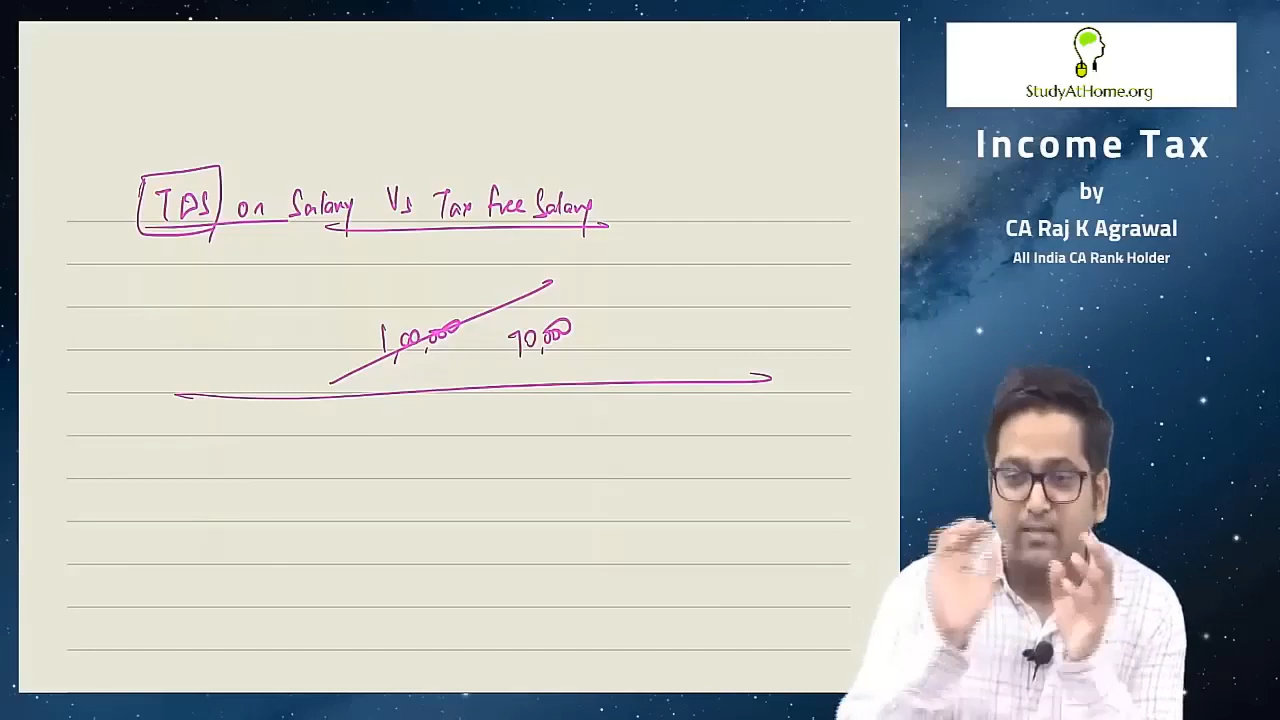 TDS on Salary Vs Tax free Salary
1,00,000 90,000
StudyAtHome.org
Income Tax
by
CA Raj K Agrawal
All India CA Rank Holder